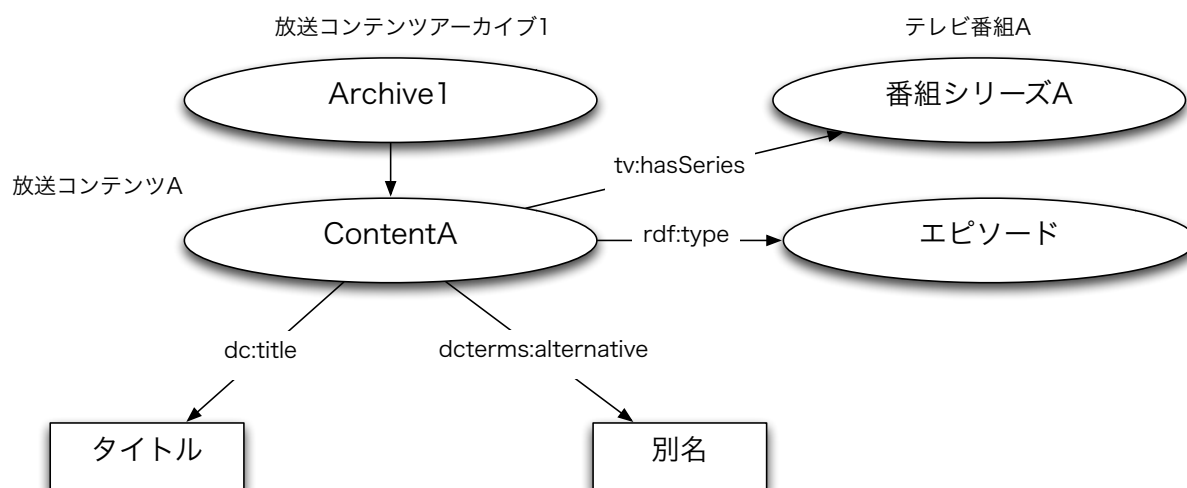 放送コンテンツアーカイブ1
テレビ番組A
Archive1
番組シリーズA
tv:hasSeries
放送コンテンツA
ContentA
rdf:type
エピソード
dc:title
dcterms:alternative
タイトル
別名